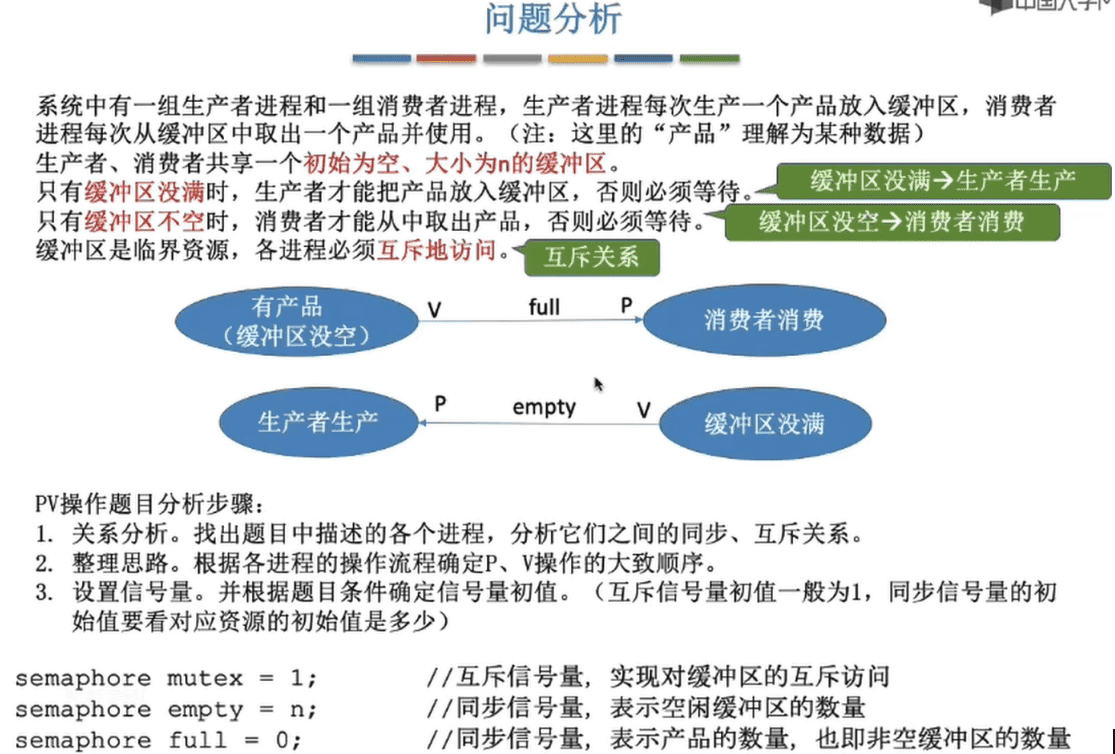 中国大学M
问题分析
系统中有一组生产者进程和一组消费者进程，生产者进程每次生产一个产品放入缓冲区，消费者
进程每次从缓冲区中取出一个产品并使用。（注：这里的“产品”理解为某种数据）
生产者、消费者共享一个初始为空、大小为n的缓冲区。
只有缓冲区没满时，生产者才能把产品放入缓冲区，否则必须等待。
缓冲区没满→生产者生产
只有缓冲区不空时，消费者才能从中取出产品，否则必须等待。
缓冲区没空→消费者消费
缓冲区是临界资源，各进程必须互斥地访问。
互斥关系
有产品
（缓冲区没空）
V full P
消费者消费
生产者生产
P empty V
缓冲区没满
PV操作题目分析步骤：
1. 关系分析。找出题目中描述的各个进程，分析它们之间的同步、互斥关系。
2. 整理思路。根据各进程的操作流程确定P、V操作的大致顺序。
3. 设置信号量。并根据题目条件确定信号量初值。（互斥信号量初值一般为1，同步信号量的初
始值要看对应资源的初始值是多少）
semaphore mutex = 1; //互斥信号量，实现对缓冲区的互斥访问
semaphore empty = n; //同步信号量，表示空闲缓冲区的数量
semaphore full = 0; //同步信号量，表示产品的数量，也即非空缓冲区的数量